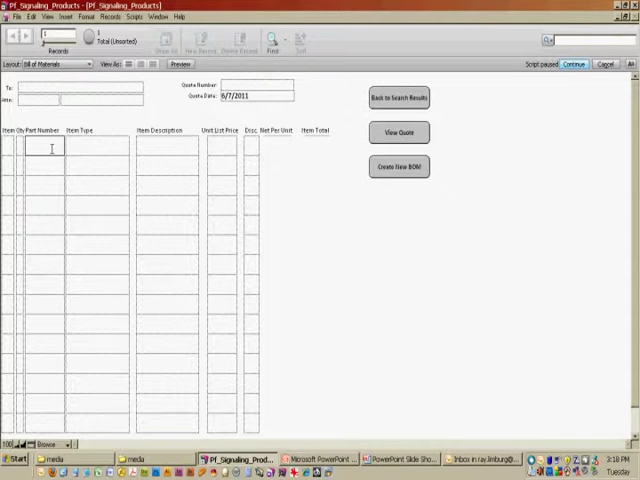 Pf_Signaling_Products - [Pf_Signaling_Products]
File Edit View Insert Format Records Scripts Window Help
1
1
Total (Unsorted)
Records
Show All
New Record
Delete Record
Find
Sort
Layout: Bill of Materials
View As:
Preview
Script paused
Continue
Cancel
To:
Quote Number:
Quote Date: 6/7/2011
Attn:
Back to Search Results
View Quote
Create New BOM
Item Qty Part Number Item Type Item Description Unit List Price Disc. Net Per Unit Item Total
100
Browse
Start
media
media
Pf_Signaling_Prod...
Microsoft PowerPoint ...
PowerPoint Slide Sho...
Inbox in ray.limburg@...
3:18 PM
Tuesday